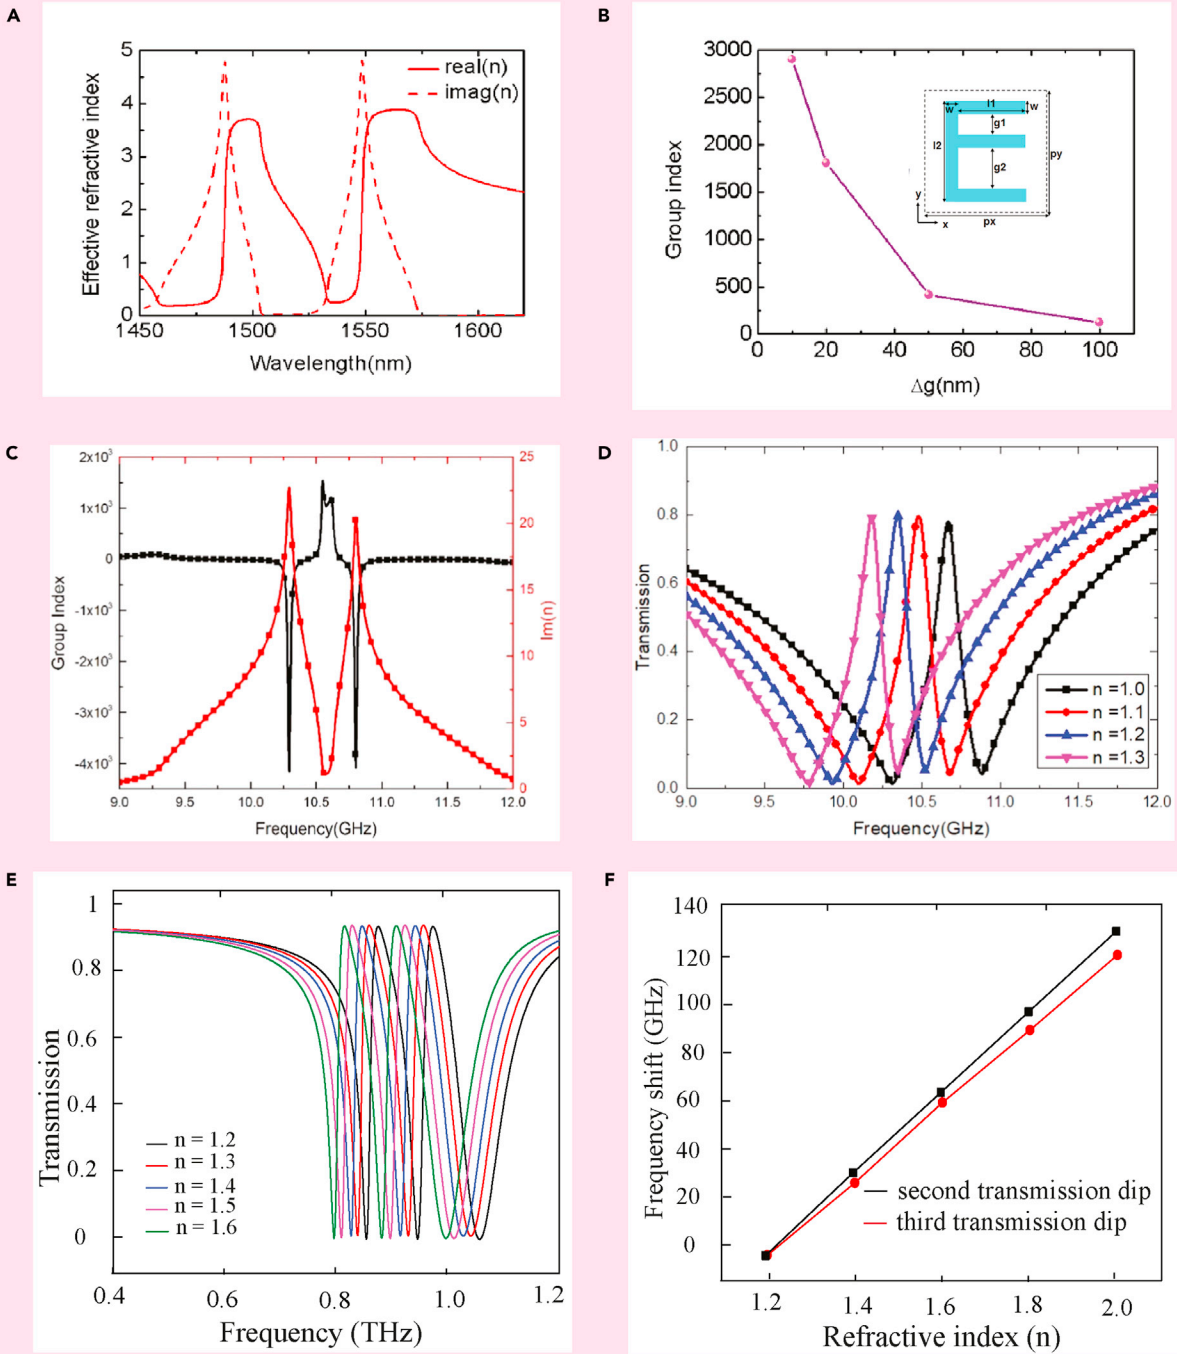 A
5
4
3
2
1
0
Effective refractive index
real(n)
imag(n)
1450
1500
1550
1600
Wavelength(nm)
B
3000
2500
2000
1500
1000
500
0
Group index
w
l1
w
g1
l2
g2
py
y
x
px
0
20
40
60
80
100
Δg(nm)
C
2x10³
1x10³
0
-1x10³
-2x10³
-3x10³
-4x10³
Group Index
25
20
15
10
5
0
Im(n)
9.0
9.5
10.0
10.5
11.0
11.5
12.0
Frequency(GHz)
D
1.0
0.8
0.6
0.4
0.2
0.0
Transmission
n =1.0
n =1.1
n =1.2
n =1.3
9.0
9.5
10.0
10.5
11.0
11.5
12.0
Frequency(GHz)
E
1
0.8
0.6
0.4
0.2
0
Transmission
n = 1.2
n = 1.3
n = 1.4
n = 1.5
n = 1.6
0.4
0.6
0.8
1.0
1.2
Frequency (THz)
F
140
120
100
80
60
40
20
0
Frequency shift (GHz)
second transmission dip
third transmission dip
1.2
1.4
1.6
1.8
2.0
Refractive index (n)